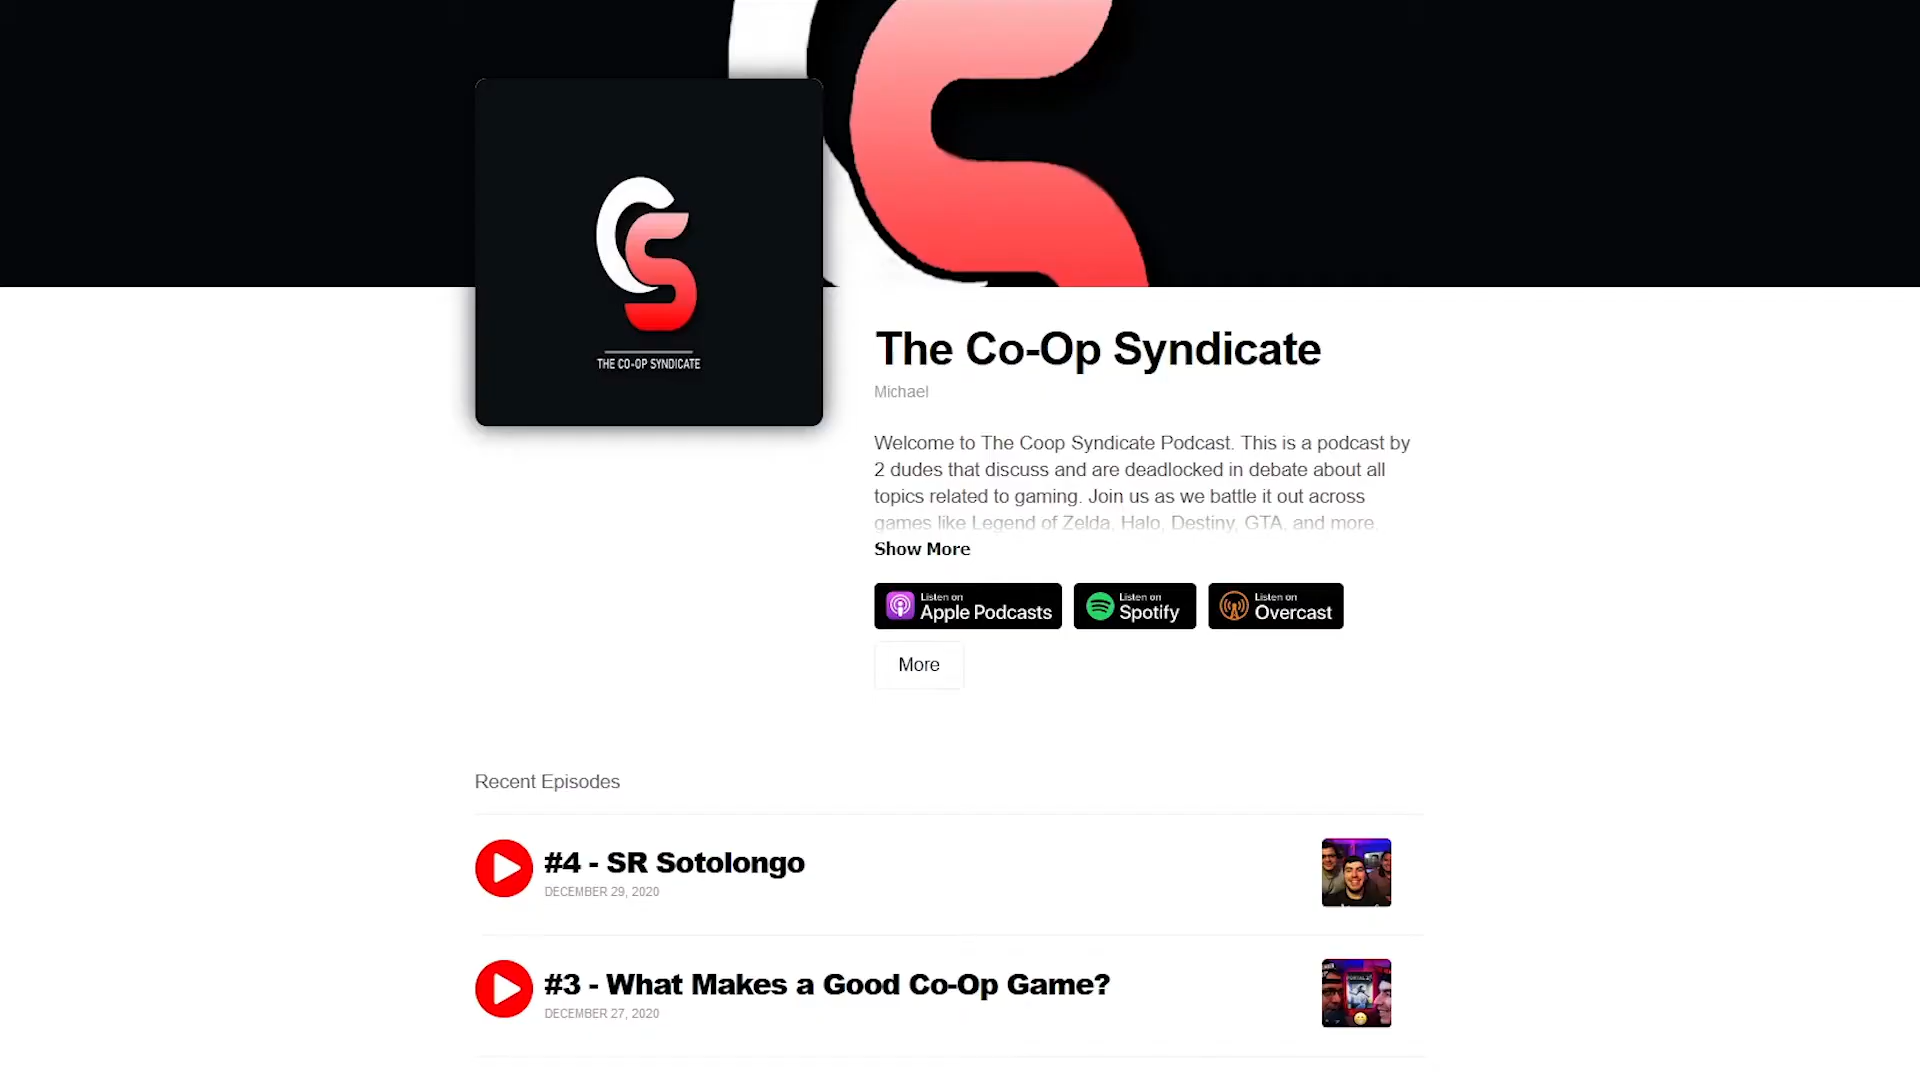 THE CO-OP SYNDICATE
The Co-Op Syndicate
Michael
Welcome to The Coop Syndicate Podcast. This is a podcast by
2 dudes that discuss and are deadlocked in debate about all
topics related to gaming. Join us as we battle it out across
games like Legend of Zelda, Halo, Destiny, GTA, and more.
Show More
Listen on
Apple Podcasts
Listen on
Spotify
Listen on
Overcast
More
Recent Episodes
#4 - SR Sotolongo
DECEMBER 29, 2020
#3 - What Makes a Good Co-Op Game?
DECEMBER 27, 2020